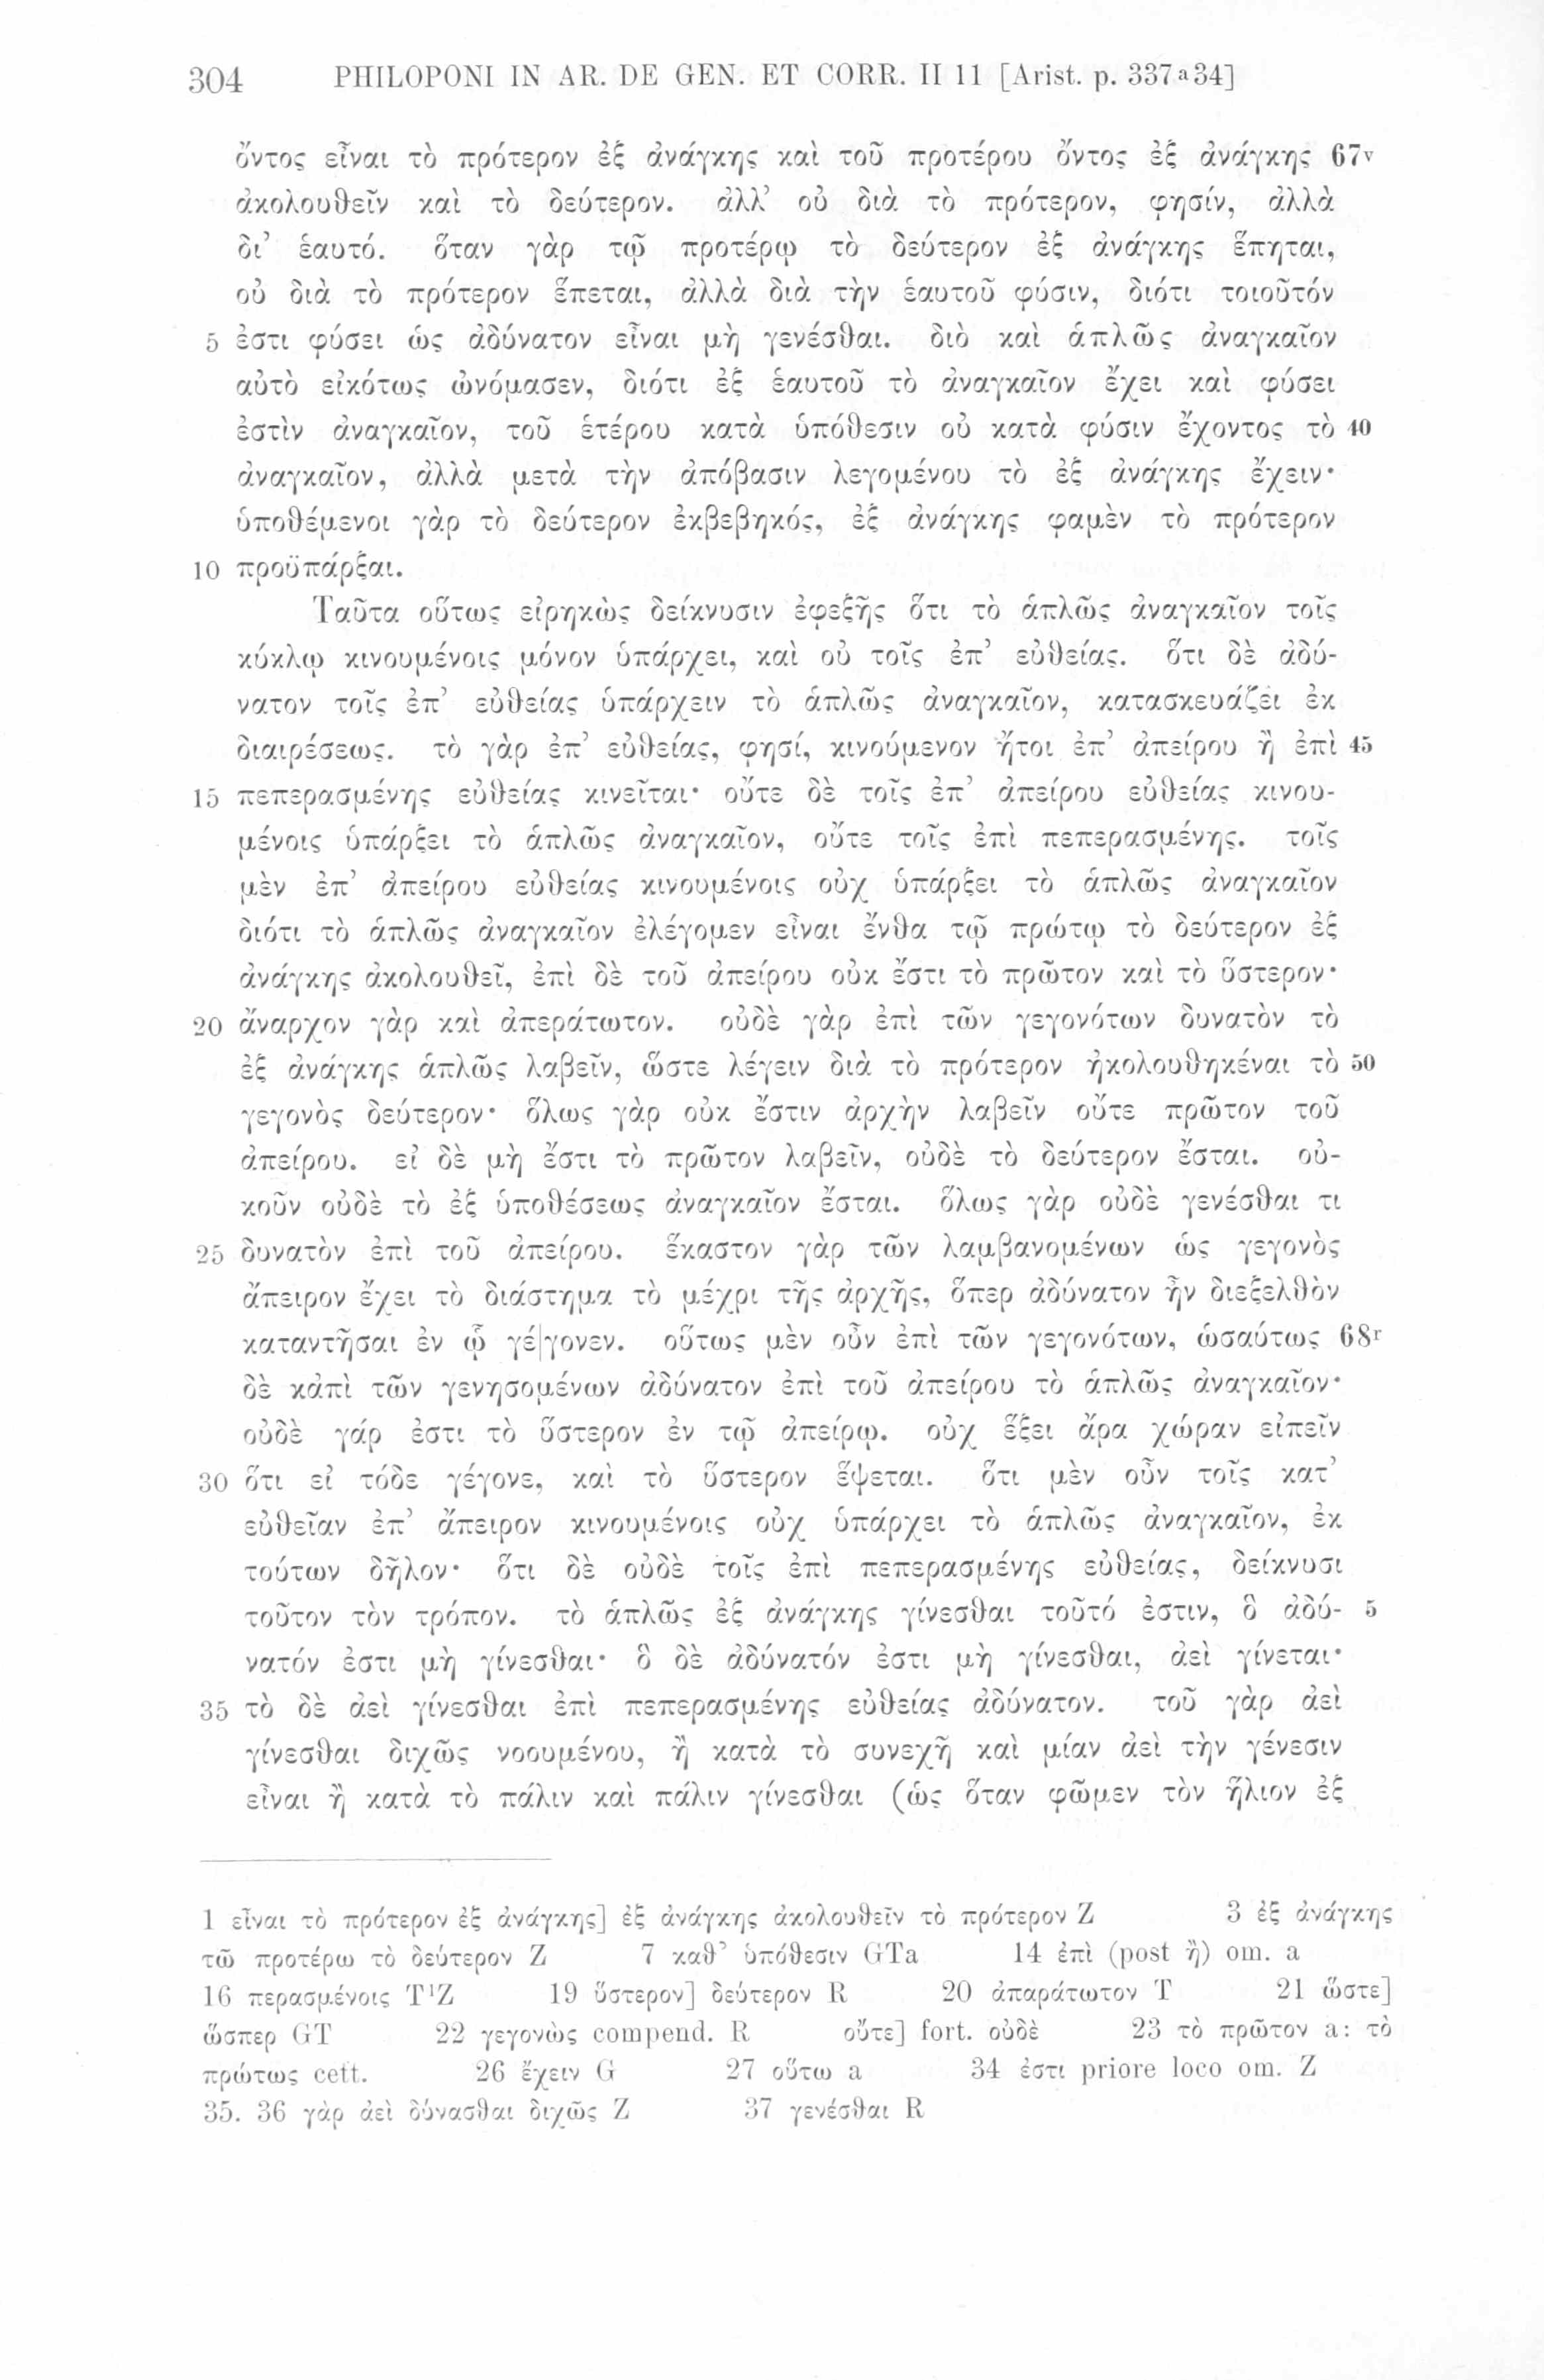 304 PHILOPONI IN AR. DE GEN. ET CORR. II 11 [Arist. p. 337a34]
ὄντος εἶναι τὸ πρότερον ἐξ ἀνάγκης καὶ τοῦ προτέρου ὄντος ἐξ ἀνάγκης 67v
ἀκολουθεῖν καὶ τὸ δεύτερον. ἀλλ’ οὐ διὰ τὸ πρότερον, φησίν, ἀλλὰ
δι’ ἑαυτό. ὅταν γὰρ τῷ προτέρῳ τὸ δεύτερον ἐξ ἀνάγκης ἕπηται,
οὐ διὰ τὸ πρότερον ἕπεται, ἀλλὰ διὰ τὴν ἑαυτοῦ φύσιν, διότι τοιοῦτόν
5 ἐστι φύσει ὡς ἀδύνατον εἶναι μὴ γενέσθαι. διὸ καὶ ἁπλῶς ἀναγκαῖον
αὐτὸ εἰκότως ὠνόμασεν, διότι ἐξ ἑαυτοῦ τὸ ἀναγκαῖον ἔχει καὶ φύσει
ἐστὶν ἀναγκαῖον, τοῦ ἑτέρου κατὰ ὑπόθεσιν οὐ κατὰ φύσιν ἔχοντος τὸ 40
ἀναγκαῖον, ἀλλὰ μετὰ τὴν ἀπόβασιν λεγομένου τὸ ἐξ ἀνάγκης ἔχειν·
ὑποθέμενοι γὰρ τὸ δεύτερον ἐκβεβηκός, ἐξ ἀνάγκης φαμὲν τὸ πρότερον
10 προϋπάρξαι.
Ταῦτα οὕτως εἰρηκὼς δείκνυσιν ἐφεξῆς ὅτι τὸ ἁπλῶς ἀναγκαῖον τοῖς
κύκλῳ κινουμένοις μόνον ὑπάρχει, καὶ οὐ τοῖς ἐπ’ εὐθείας. ὅτι δὲ ἀδύ-
νατον τοῖς ἐπ’ εὐθείας ὑπάρχειν τὸ ἁπλῶς ἀναγκαῖον, κατασκευάζει ἐκ
διαιρέσεως. τὸ γὰρ ἐπ’ εὐθείας, φησί, κινούμενον ἤτοι ἐπ’ ἀπείρου ἢ ἐπὶ 45
15 πεπερασμένης εὐθείας κινεῖται· οὔτε δὲ τοῖς ἐπ’ ἀπείρου εὐθείας κινου-
μένοις ὑπάρξει τὸ ἁπλῶς ἀναγκαῖον, οὔτε τοῖς ἐπὶ πεπερασμένης. τοῖς
μὲν ἐπ’ ἀπείρου εὐθείας κινουμένοις οὐχ ὑπάρξει τὸ ἁπλῶς ἀναγκαῖον
διότι τὸ ἁπλῶς ἀναγκαῖον ἐλέγομεν εἶναι ἔνθα τῷ πρώτῳ τὸ δεύτερον ἐξ
ἀνάγκης ἀκολουθεῖ, ἐπὶ δὲ τοῦ ἀπείρου οὐκ ἔστι τὸ πρῶτον καὶ τὸ ὕστερον·
20 ἄναρχον γὰρ καὶ ἀπεράτωτον. οὐδὲ γὰρ ἐπὶ τῶν γεγονότων δυνατὸν τὸ
ἐξ ἀνάγκης ἁπλῶς λαβεῖν, ὥστε λέγειν διὰ τὸ πρότερον ἠκολουθηκέναι τὸ 50
γεγονὸς δεύτερον· ὅλως γὰρ οὐκ ἔστιν ἀρχὴν λαβεῖν οὔτε πρῶτον τοῦ
ἀπείρου. εἰ δὲ μὴ ἔστι τὸ πρῶτον λαβεῖν, οὐδὲ τὸ δεύτερον ἔσται. οὐ-
κοῦν οὐδὲ τὸ ἐξ ὑποθέσεως ἀναγκαῖον ἔσται. ὅλως γὰρ οὐδὲ γενέσθαι τι
25 δυνατὸν ἐπὶ τοῦ ἀπείρου. ἕκαστον γὰρ τῶν λαμβανομένων ὡς γεγονὸς
ἄπειρον ἔχει τὸ διάστημα τὸ μέχρι τῆς ἀρχῆς, ὅπερ ἀδύνατον ἦν διεξελθὸν
καταντῆσαι ἐν ᾧ γέ|γονεν. οὕτως μὲν οὖν ἐπὶ τῶν γεγονότων, ὡσαύτως 68r
δὲ κἀπὶ τῶν γενησομένων ἀδύνατον ἐπὶ τοῦ ἀπείρου τὸ ἁπλῶς ἀναγκαῖον·
οὐδὲ γάρ ἐστι τὸ ὕστερον ἐν τῷ ἀπείρῳ. οὐχ ἕξει ἄρα χώραν εἰπεῖν
30 ὅτι εἰ τόδε γέγονε, καὶ τὸ ὕστερον ἕψεται. ὅτι μὲν οὖν τοῖς κατ’
εὐθεῖαν ἐπ’ ἄπειρον κινουμένοις οὐχ ὑπάρχει τὸ ἁπλῶς ἀναγκαῖον, ἐκ
τούτων δῆλον· ὅτι δὲ οὐδὲ τοῖς ἐπὶ πεπερασμένης εὐθείας, δείκνυσι
τοῦτον τὸν τρόπον. τὸ ἁπλῶς ἐξ ἀνάγκης γίνεσθαι τοῦτό ἐστιν, ὃ ἀδύ- 5
νατόν ἐστι μὴ γίνεσθαι· ὃ δὲ ἀδύνατόν ἐστι μὴ γίνεσθαι, ἀεὶ γίνεται·
35 τὸ δὲ ἀεὶ γίνεσθαι ἐπὶ πεπερασμένης εὐθείας ἀδύνατον. τοῦ γὰρ ἀεὶ
γίνεσθαι διχῶς νοουμένου, ἢ κατὰ τὸ συνεχῆ καὶ μίαν ἀεὶ τὴν γένεσιν
εἶναι ἢ κατὰ τὸ πάλιν καὶ πάλιν γίνεσθαι (ὡς ὅταν φῶμεν τὸν ἥλιον ἐξ
1 εἶναι τὸ πρότερον ἐξ ἀνάγκης] ἐξ ἀνάγκης ἀκολουθεῖν τὸ πρότερον Z 3 ἐξ ἀνάγκης
τῶ προτέρω τὸ δεύτερον Z 7 καθ’ ὑπόθεσιν GTa 14 ἐπὶ (post ἢ) om. a
16 περασμένοις T¹Z 19 ὕστερον] δεύτερον R 20 ἀπαράτωτον T 21 ὥστε]
ὥσπερ GT 22 γεγονὼς compend. R οὔτε] fort. οὐδὲ 23 τὸ πρῶτον a: τὸ
πρώτως cett. 26 ἔχειν G 27 οὕτω a 34 ἐστι priore loco om. Z
35. 36 γὰρ ἀεὶ δύνασθαι διχῶς Z 37 γενέσθαι R